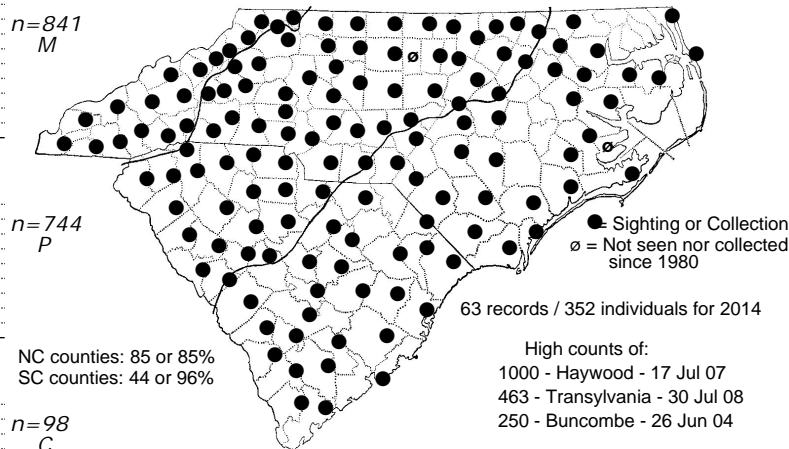 n=841
M
n=744
P
n=98
C
ø
ø
● = Sighting or Collection
ø = Not seen nor collected
since 1980
63 records / 352 individuals for 2014
NC counties: 85 or 85%
SC counties: 44 or 96%
High counts of:
1000 - Haywood - 17 Jul 07
463 - Transylvania - 30 Jul 08
250 - Buncombe - 26 Jun 04